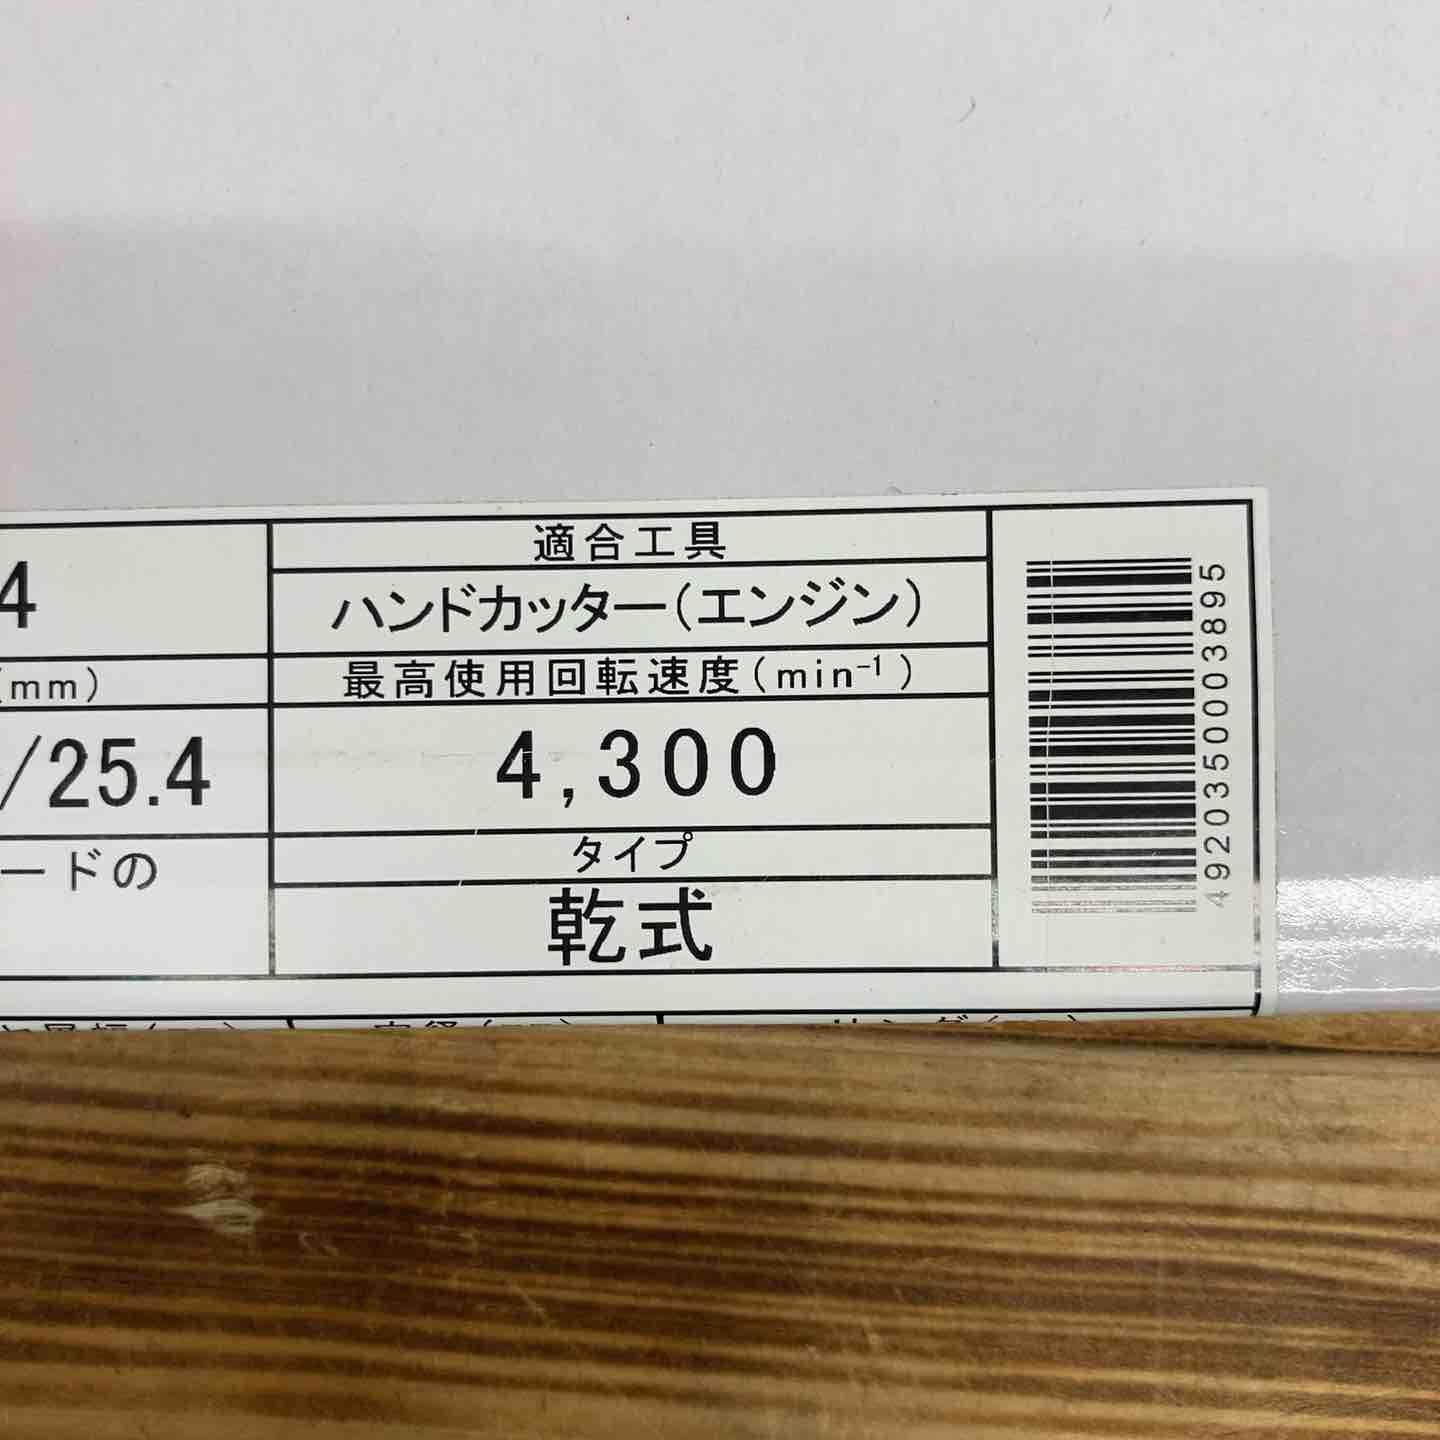 4
適合工具
ハンドカッター(エンジン)
(mm)
最高使用回転速度(min⁻¹)
/25.4
4,300
ードの
タイプ
乾式
4920350003895